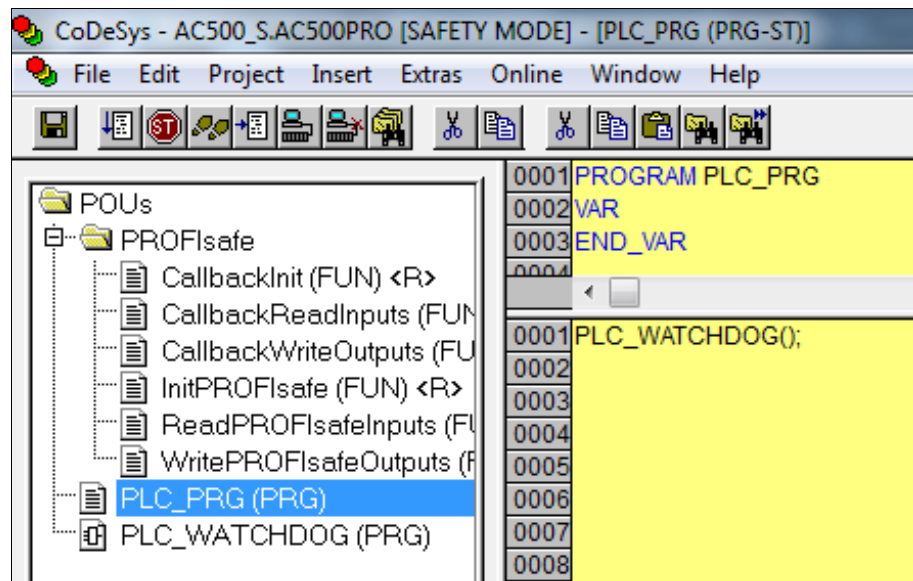 CoDeSys - AC500_S.AC500PRO [SAFETY MODE] - [PLC_PRG (PRG-ST)]
File Edit Project Insert Extras Online Window Help
ST
POUs
PROFIsafe
CallbackInit (FUN) <R>
CallbackReadInputs (FUN
CallbackWriteOutputs (FU
InitPROFIsafe (FUN) <R>
ReadPROFIsafeInputs (FU
WritePROFIsafeOutputs (F
PLC_PRG (PRG)
PLC_WATCHDOG (PRG)
0001 PROGRAM PLC_PRG
0002 VAR
0003 END_VAR
0004
0001 PLC_WATCHDOG();
0002
0003
0004
0005
0006
0007
0008